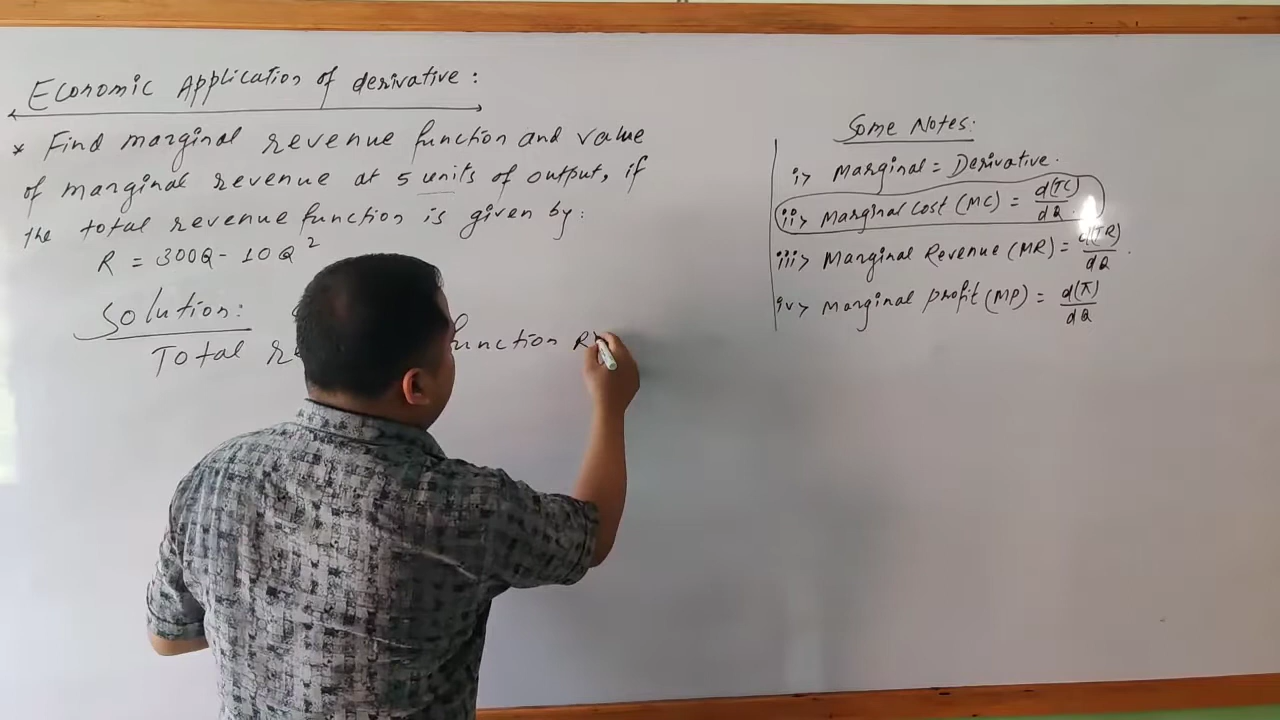 Economic Application of derivative:
* Find marginal revenue function and value
of marginal revenue at 5 units of output, if
the total revenue function is given by:
R = 300Q - 10Q²
Solution:
Total function R
Some Notes:
i> Marginal = Derivative.
ii> Marginal Cost (MC) = d(TC)/dQ.
iii> Marginal Revenue (MR) = d(TR)/dQ.
iv> Marginal profit (MP) = d(π)/dQ